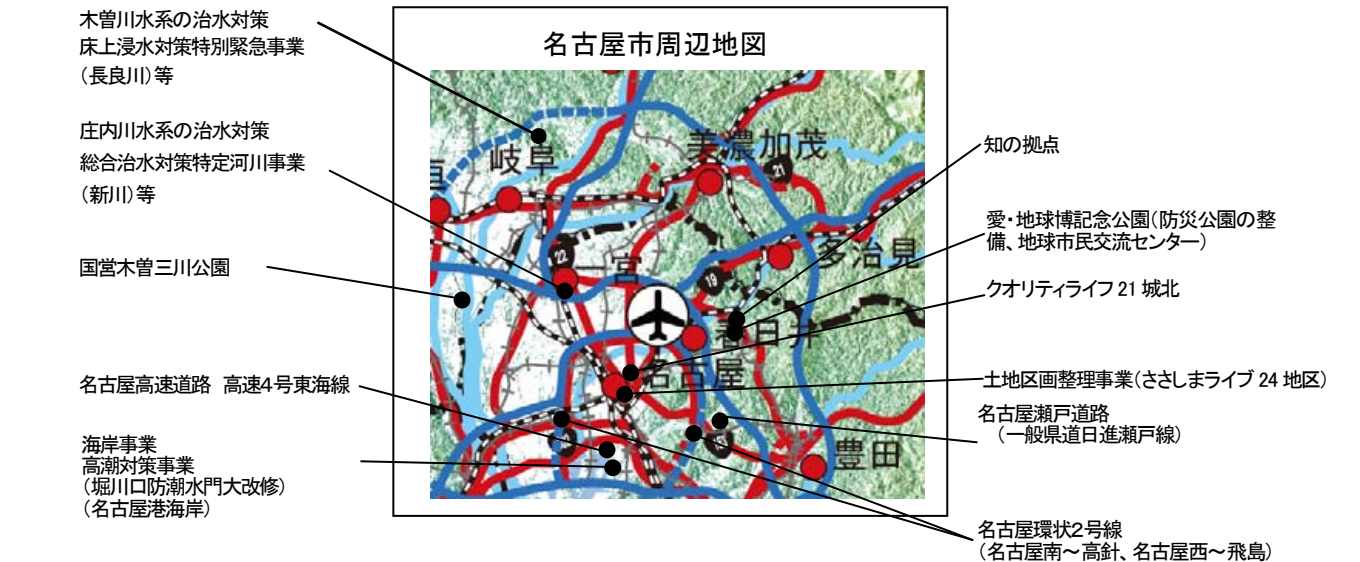 木曽川水系の治水対策
床上浸水対策特別緊急事業
（長良川）等
庄内川水系の治水対策
総合治水対策特定河川事業
（新川）等
国営木曽三川公園
名古屋高速道路　高速４号東海線
海岸事業
高潮対策事業
（堀川口防潮水門大改修）
（名古屋港海岸）
名古屋市周辺地図
岐阜
美濃加茂
21
垣
22
一宮
19
多治見
春日井
名古屋
豊田
知の拠点
愛・地球博記念公園（防災公園の整
備、地球市民交流センター）
クオリティライフ 21 城北
土地区画整理事業（ささしまライブ 24 地区）
名古屋瀬戸道路
（一般県道日進瀬戸線）
名古屋環状２号線
（名古屋南～高針、名古屋西～飛島）